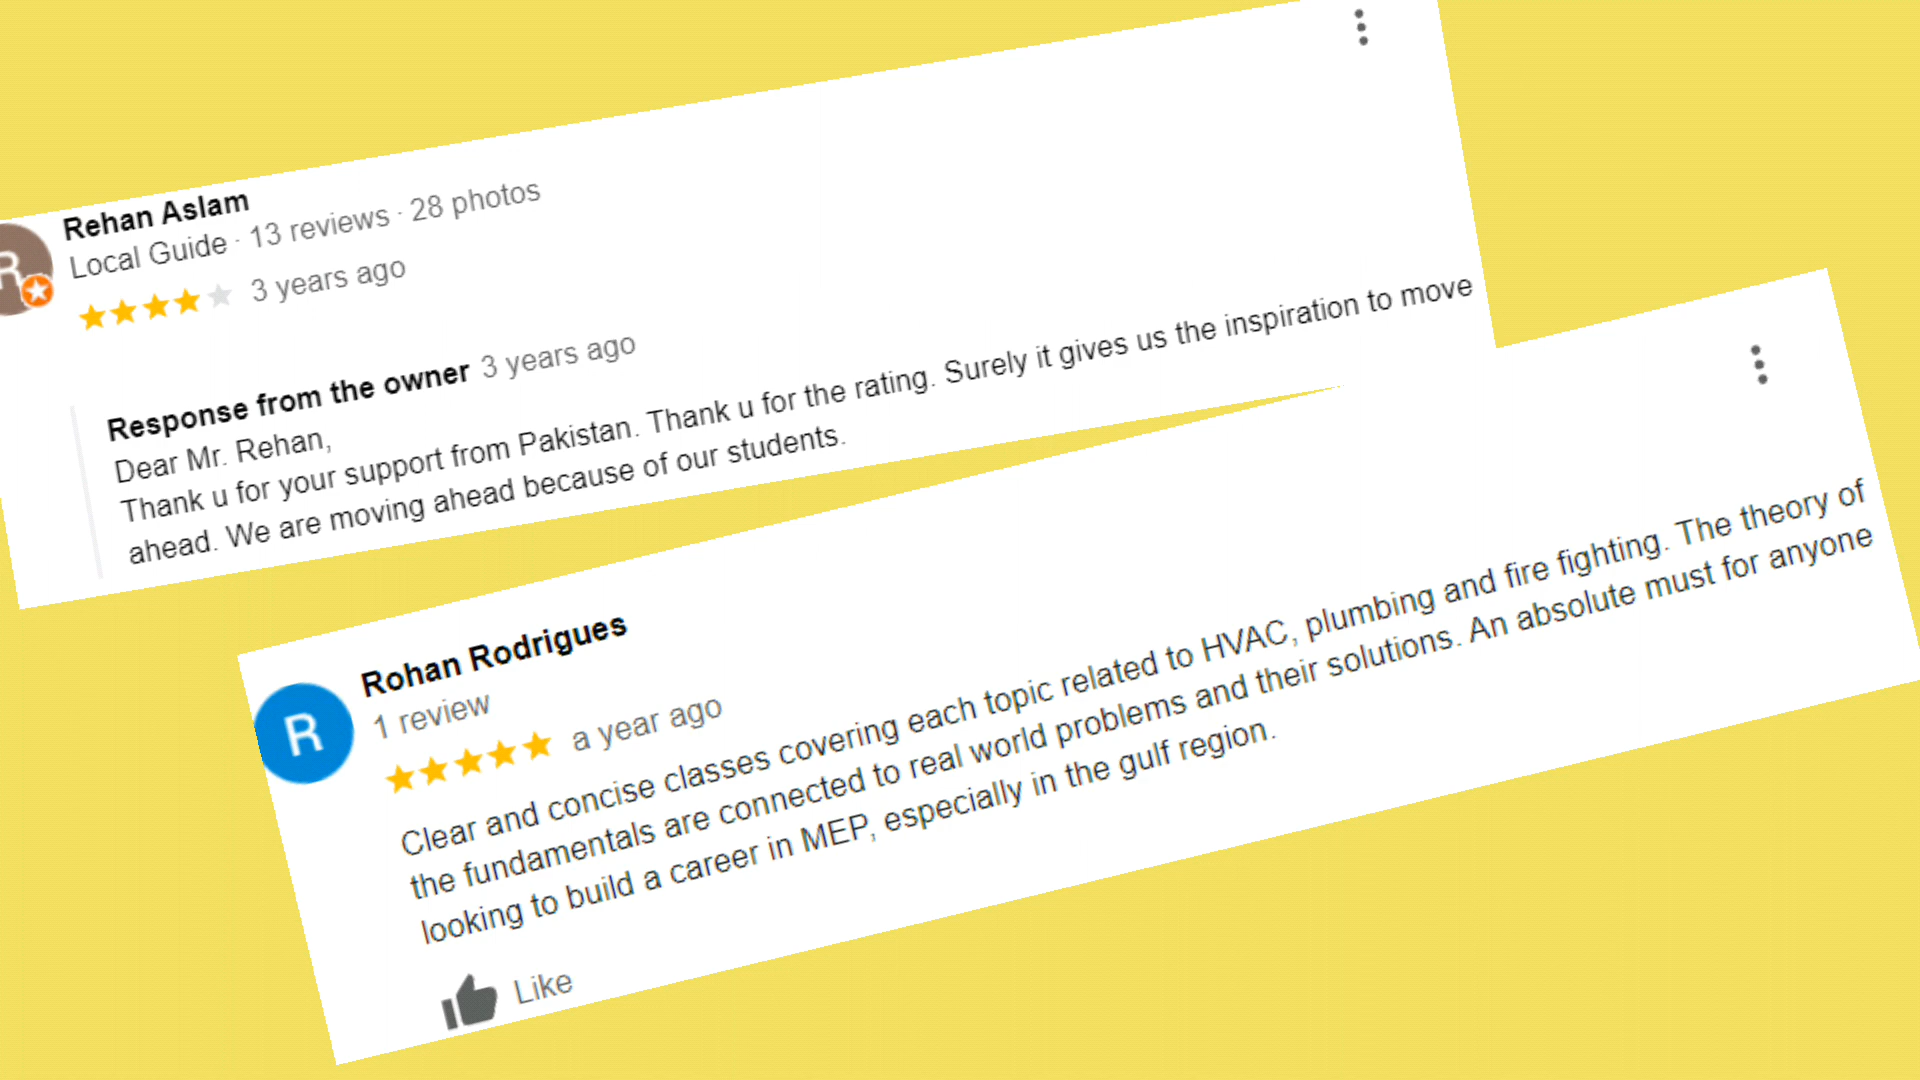 R
Rehan Aslam
Local Guide · 13 reviews · 28 photos
3 years ago
Response from the owner 3 years ago
Dear Mr. Rehan,
Thank u for your support from Pakistan. Thank u for the rating. Surely it gives us the inspiration to move
ahead. We are moving ahead because of our students.
R
Rohan Rodrigues
1 review
a year ago
Clear and concise classes covering each topic related to HVAC, plumbing and fire fighting. The theory of
the fundamentals are connected to real world problems and their solutions. An absolute must for anyone
looking to build a career in MEP, especially in the gulf region.
Like